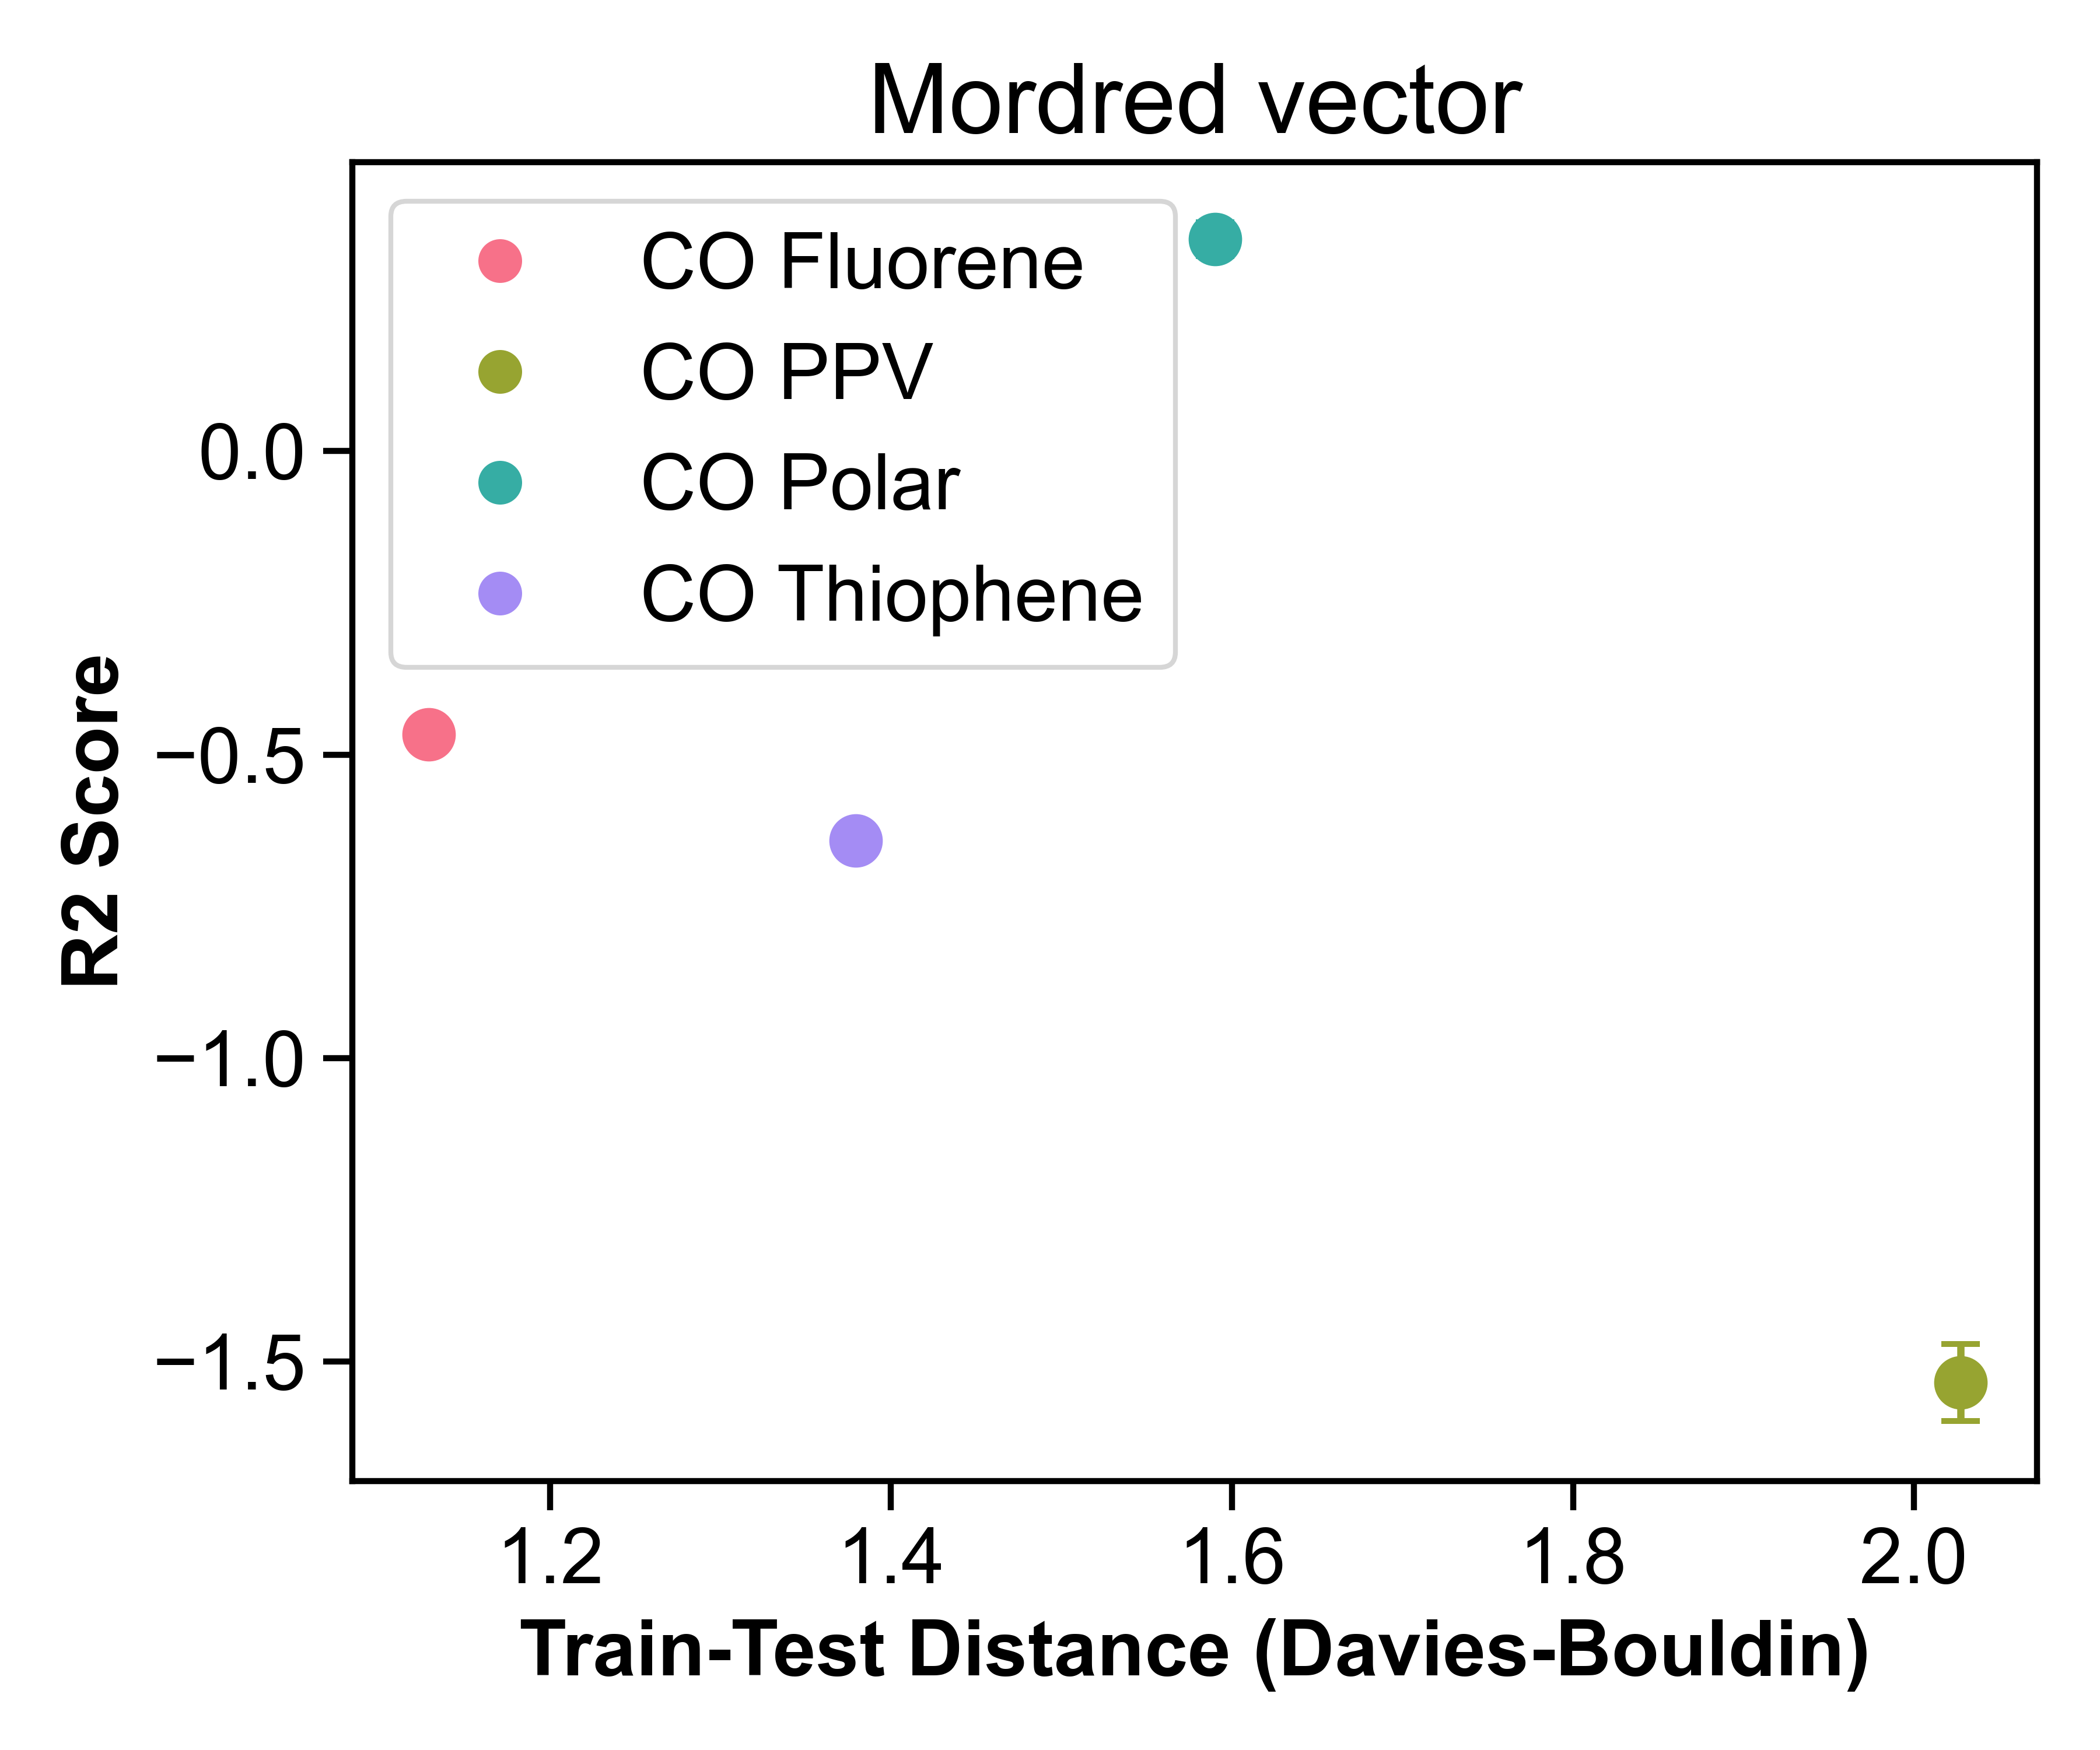 Mordred vector
CO Fluorene
CO PPV
CO Polar
CO Thiophene
R2 Score
0.0
−0.5
−1.0
−1.5
1.2 1.4 1.6 1.8 2.0
Train-Test Distance (Davies-Bouldin)